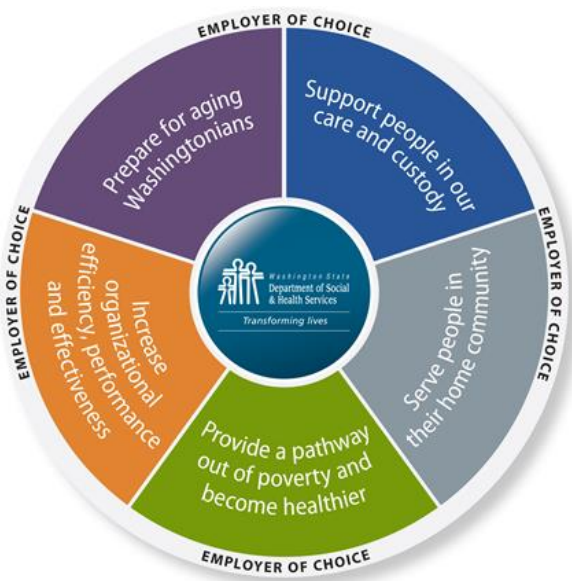 EMPLOYER OF CHOICE
Prepare for aging
Washingtonians
Support people in our
care and custody
EMPLOYER OF CHOICE
EMPLOYER OF CHOICE
Washington State
Department of Social
& Health Services
Transforming lives
Increase
organizational
efficiency, performance
and effectiveness
Serve people in
their home community
Provide a pathway
out of poverty and
become healthier
EMPLOYER OF CHOICE